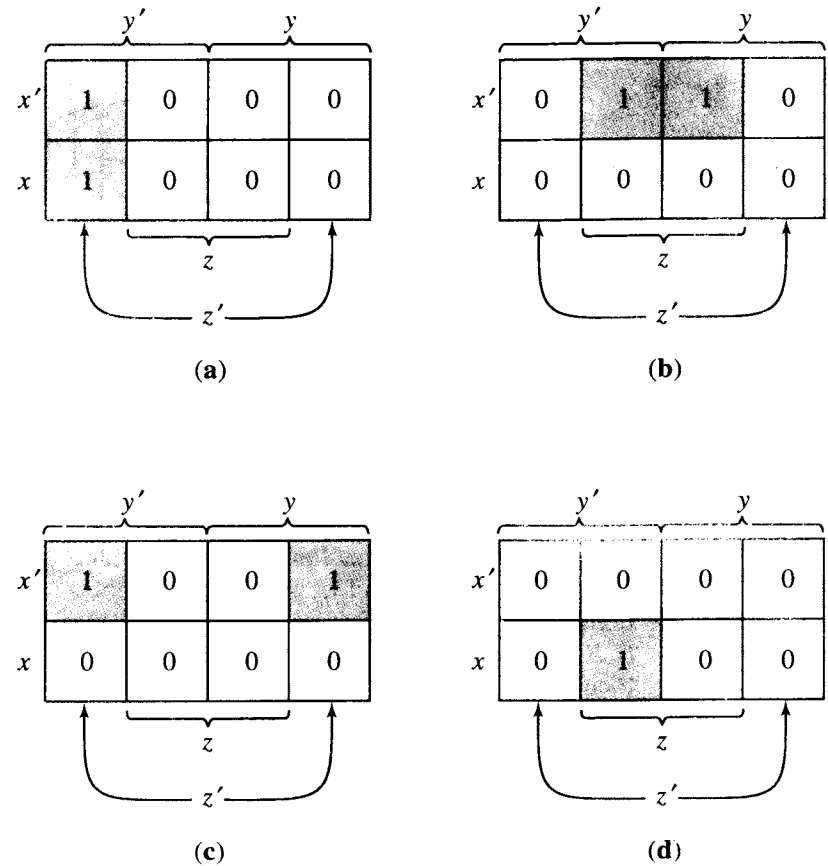 y′ y
x′ 1 0 0 0
x 1 0 0 0
z
z′
(a)
y′ y
x′ 0 1 1 0
x 0 0 0 0
z
z′
(b)
y′ y
x′ 1 0 0 1
x 0 0 0 0
z
z′
(c)
y′ y
x′ 0 0 0 0
x 0 1 0 0
z
z′
(d)